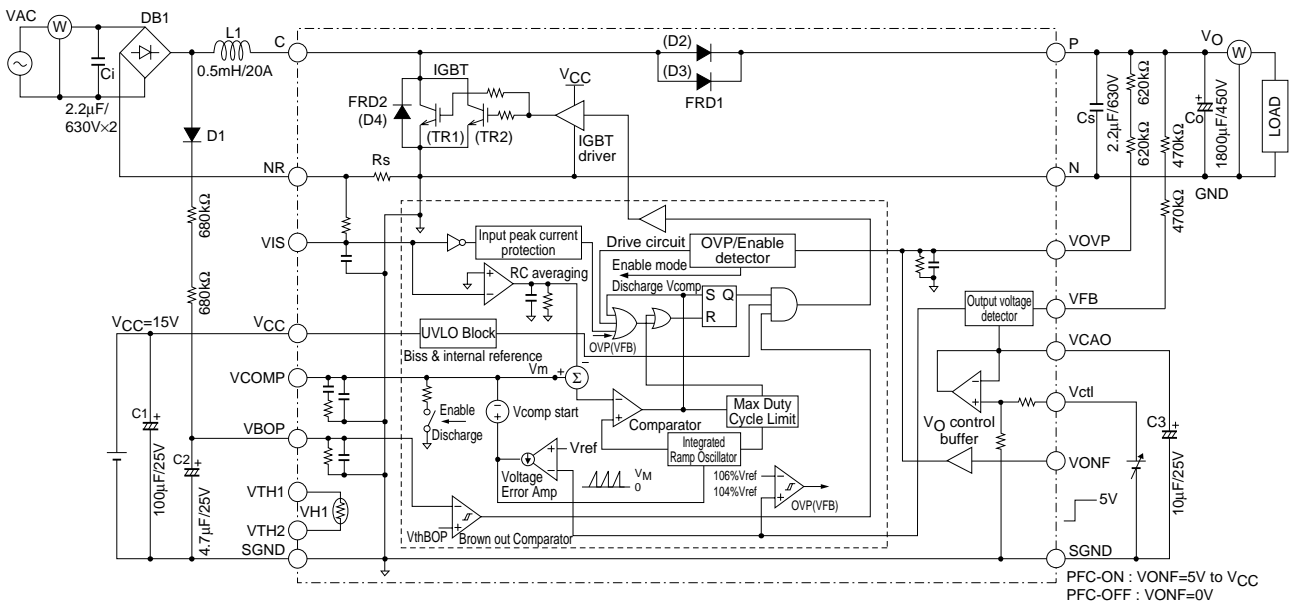 VAC
W
DB1
Ci
2.2μF/
630V×2
L1
0.5mH/20A
D1
680kΩ
680kΩ
C
NR
VIS
VCC
VCOMP
VBOP
VTH1
VH1
VTH2
SGND
VCC=15V
C1
100μF/25V
C2
4.7μF/25V
IGBT
FRD2
(D4)
(TR1)
(TR2)
VCC
IGBT
driver
(D2)
(D3)
FRD1
Rs
Input peak current
protection
RC averaging
Drive circuit
OVP/Enable
detector
Enable mode
Discharge Vcomp
S Q
R
OVP(VFB)
UVLO Block
Biss & internal reference
Vm
+
−
Σ
Enable
Discharge
Vcomp start
Comparator
Max Duty
Cycle Limit
Integrated
Ramp Oscillator
Vref
Voltage
Error Amp
VM
0
106%Vref
104%Vref
OVP(VFB)
VthBOP
Brown out Comparator
Output voltage
detector
VO control
buffer
P
N
VOVP
VFB
VCAO
Vctl
VONF
SGND
Cs
2.2μF/630V
620kΩ
620kΩ
470kΩ
470kΩ
VO
W
Co
1800μF/450V
LOAD
GND
C3
10μF/25V
5V
PFC-ON : VONF=5V to VCC
PFC-OFF : VONF=0V